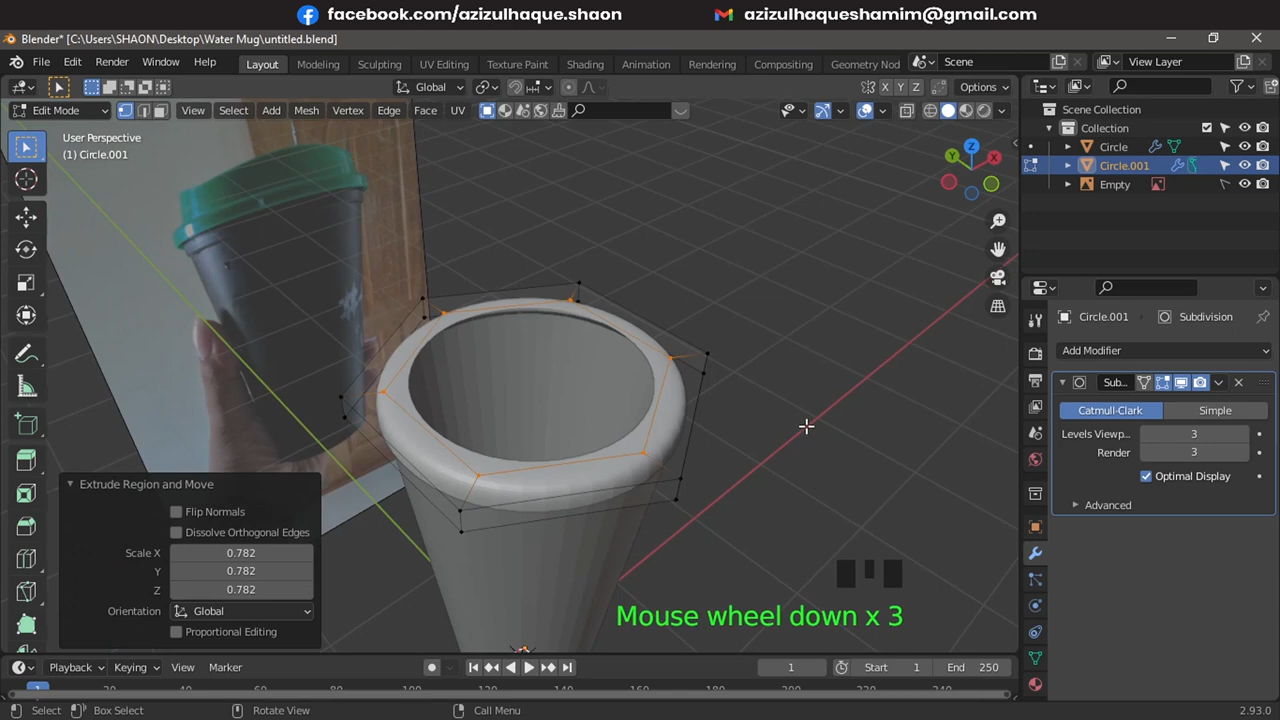 facebook.com/azizulhaque.shaon
azizulhaqueshamim@gmail.com
Blender* [C:\Users\SHAON\Desktop\Water Mug\untitled.blend]
File Edit Render Window Help
Layout Modeling Sculpting UV Editing Texture Paint Shading Animation Rendering Compositing Geometry Nod
Scene
View Layer
Global
X Y Z
Options
Edit Mode
View Select Add Mesh Vertex Edge Face UV
User Perspective
(1) Circle.001
Z
Y
X
Scene Collection
Collection
Circle
Circle.001
Empty
Circle.001
Subdivision
Add Modifier
Sub..
Catmull-Clark
Simple
Levels Viewp...
3
Render
3
Optimal Display
Advanced
Extrude Region and Move
Flip Normals
Dissolve Orthogonal Edges
Scale X
0.782
Y
0.782
Z
0.782
Orientation
Global
Proportional Editing
Mouse wheel down x 3
Playback Keying View Marker
1
Start 1
End 250
1
Select
Box Select
Rotate View
Call Menu
2.93.0